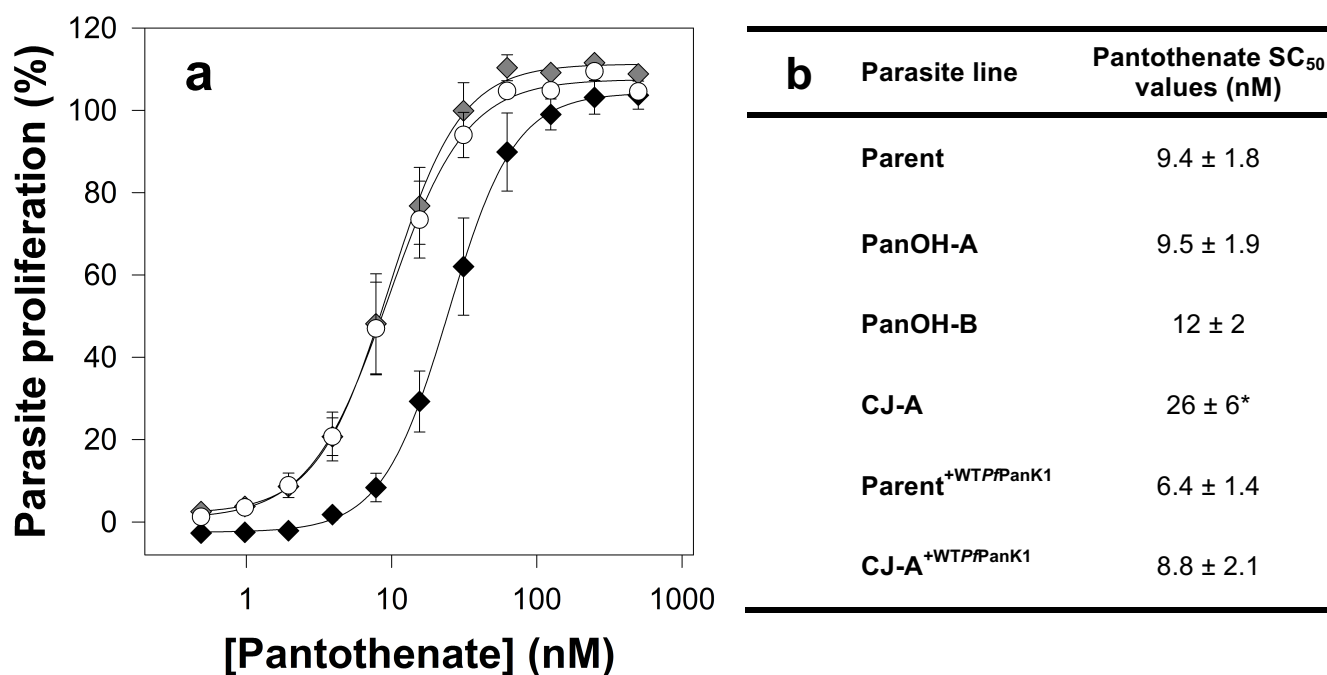 a
120
100
80
60
40
20
0
Parasite proliferation (%)
1 10 100 1000
[Pantothenate] (nM)
b
Parasite line
Pantothenate SC50
values (nM)
Parent 9.4 ± 1.8
PanOH-A 9.5 ± 1.9
PanOH-B 12 ± 2
CJ-A 26 ± 6*
Parent+WTPfPanK1 6.4 ± 1.4
CJ-A+WTPfPanK1 8.8 ± 2.1